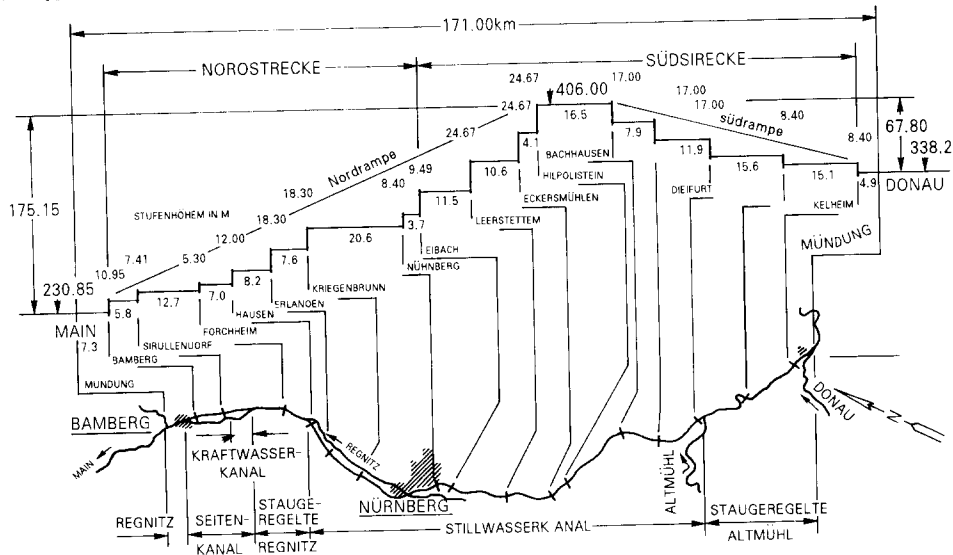 171.00km
NOROSTRECKE
SÜDSIRECKE
24.67
406.00
17.00
17.00
17.00
8.40
8.40
67.80
338.2
DONAU
24.67
24.67
16.5
7.9
südrampe
11.9
15.6
15.1
4.9
4.1
Nordrampe
9.49
8.40
10.6
BACHHAUSEN
HILPOLISTEIN
ECKERSMÜHLEN
DIEIFURT
KELHEIM
175.15
STUFENHÖHEM IN M
18.30
18.30
11.5
LEERSTETTEM
12.00
5.30
7.41
10.95
20.6
3.7
EIBACH
NÜHNBERG
MÜNDUNG
230.85
7.6
8.2
7.0
12.7
5.8
KRIEGENBRUNN
ERLANOEN
HAUSEN
FORCHHEIM
SIRULLENUORF
BAMBERG
MAIN
7.3
MUNDUNG
BAMBERG
MAIN
KRAFTWASSER-
KANAL
REGNITZ
NÜRNBERG
ALTMÜHL
DONAU
N
REGNITZ
SEITEN-
KANAL
STAUGE-
REGELTE
REGNITZ
STILLWASSERK ANAL
STAUGEREGELTE
ALTMÜHL